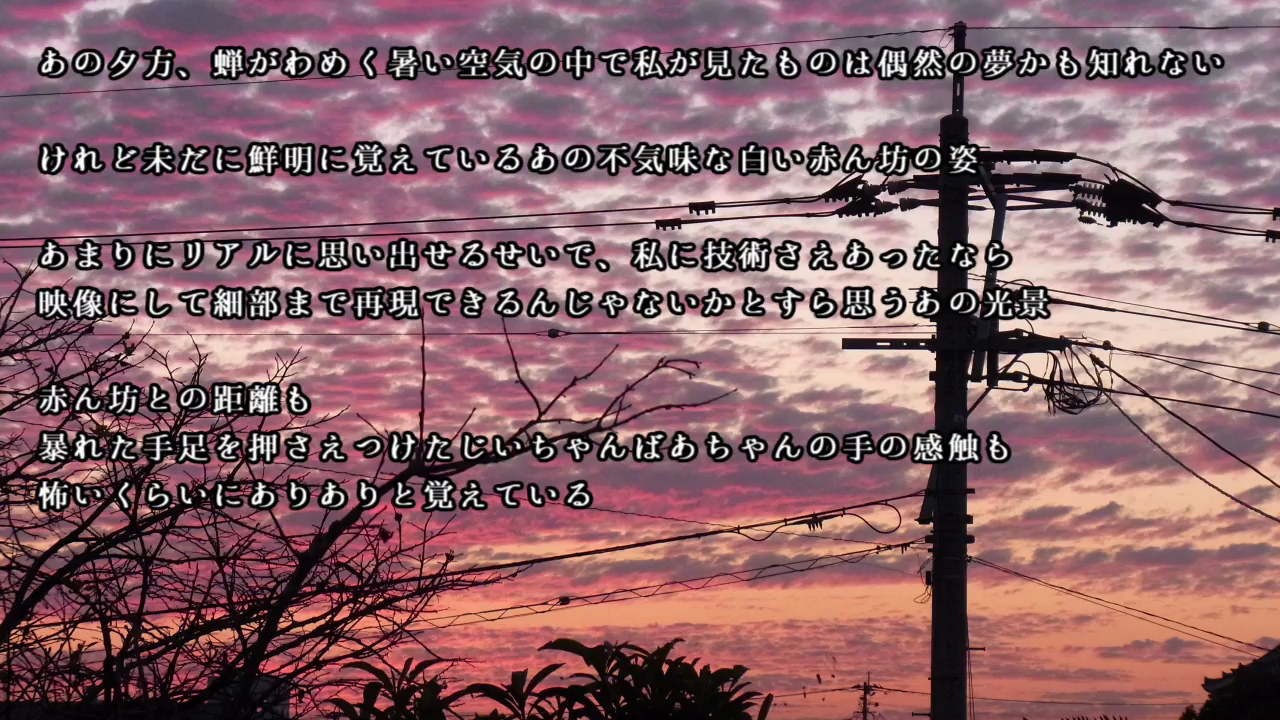 あの夕方、蝉がわめく暑い空気の中で私が見たものは偶然の夢かも知れない
けれど未だに鮮明に覚えているあの不気味な白い赤ん坊の姿
あまりにリアルに思い出せるせいで、私に技術さえあったなら
映像にして細部まで再現できるんじゃないかとすら思うあの光景
赤ん坊との距離も
暴れた手足を押さえつけたじいちゃんばあちゃんの手の感触も
怖いくらいにありありと覚えている